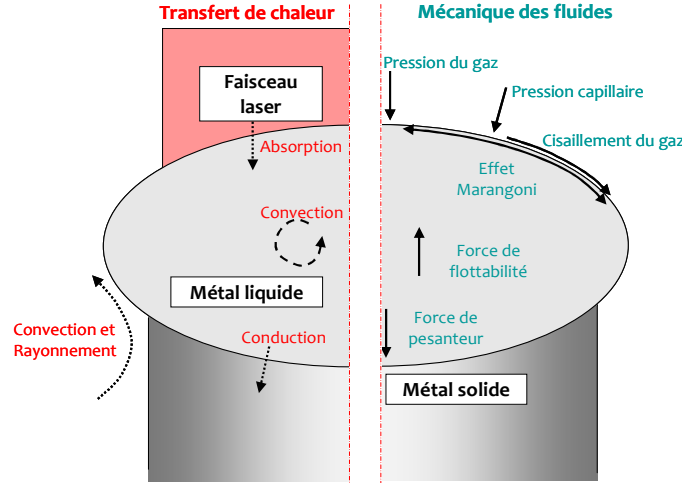 Transfert de chaleur
Mécanique des fluides
Faisceau
laser
Absorption
Convection
Métal liquide
Convection et
Rayonnement
Conduction
Pression du gaz
Pression capillaire
Cisaillement du gaz
Effet
Marangoni
Force de
flottabilité
Force de
pesanteur
Métal solide